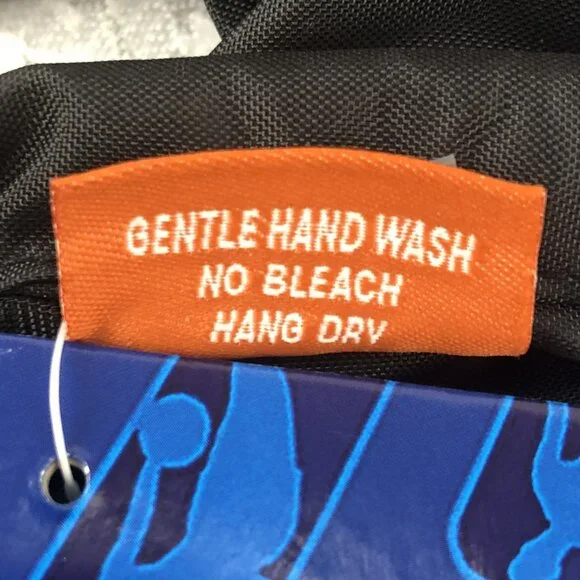 GENTLE HAND WASH
NO BLEACH
HANG DRY